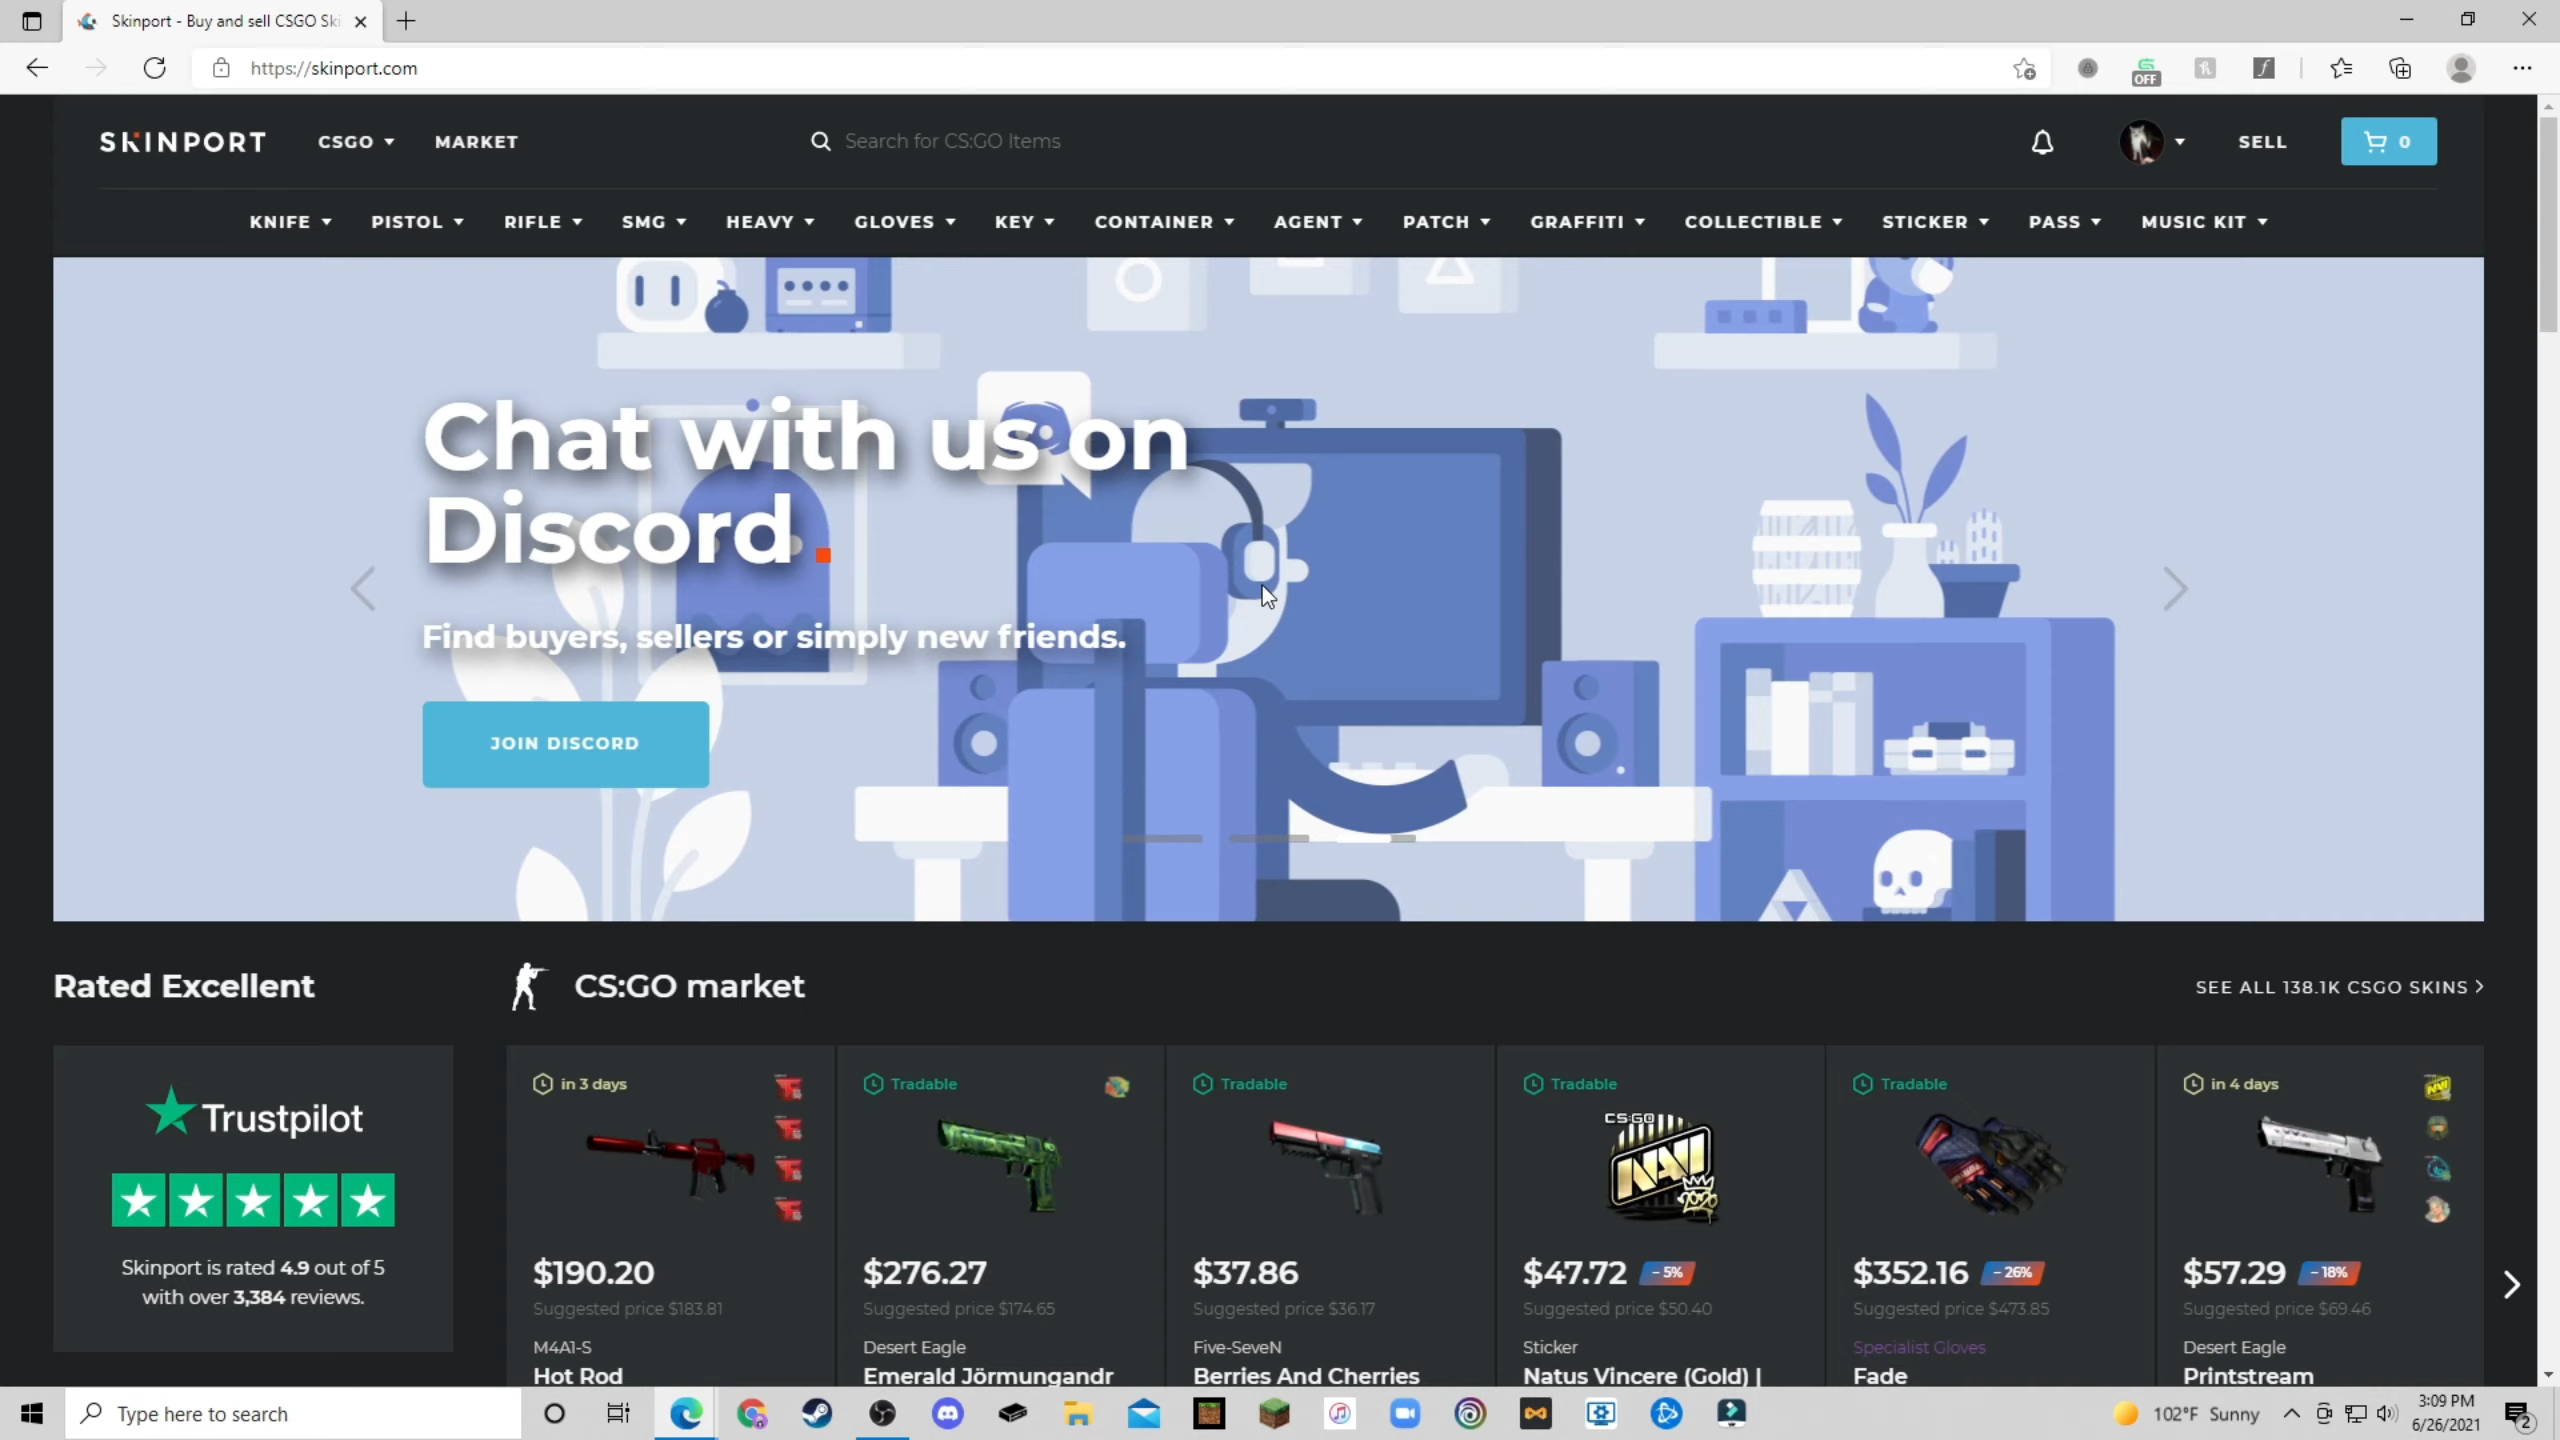 Skinport - Buy and sell CSGO Ski
https://skinport.com
OFF
SKINPORT
CSGO
MARKET
Search for CS:GO Items
SELL
0
KNIFE
PISTOL
RIFLE
SMG
HEAVY
GLOVES
KEY
CONTAINER
AGENT
PATCH
GRAFFITI
COLLECTIBLE
STICKER
PASS
MUSIC KIT
Chat with us on
Discord
Find buyers, sellers or simply new friends.
JOIN DISCORD
Rated Excellent
CS:GO market
SEE ALL 138.1K CSGO SKINS
Trustpilot
Skinport is rated 4.9 out of 5
with over 3,384 reviews.
in 3 days
$190.20
Suggested price $183.81
M4A1-S
Hot Rod
Tradable
$276.27
Suggested price $174.65
Desert Eagle
Emerald Jörmungandr
Tradable
$37.86
Suggested price $36.17
Five-SeveN
Berries And Cherries
Tradable
CS:GO
NAVI
2020
$47.72
- 5%
Suggested price $50.40
Sticker
Natus Vincere (Gold) |
Tradable
$352.16
- 26%
Suggested price $473.85
Specialist Gloves
Fade
in 4 days
$57.29
- 18%
Suggested price $69.46
Desert Eagle
Printstream
Type here to search
102°F Sunny
3:09 PM
6/26/2021
2